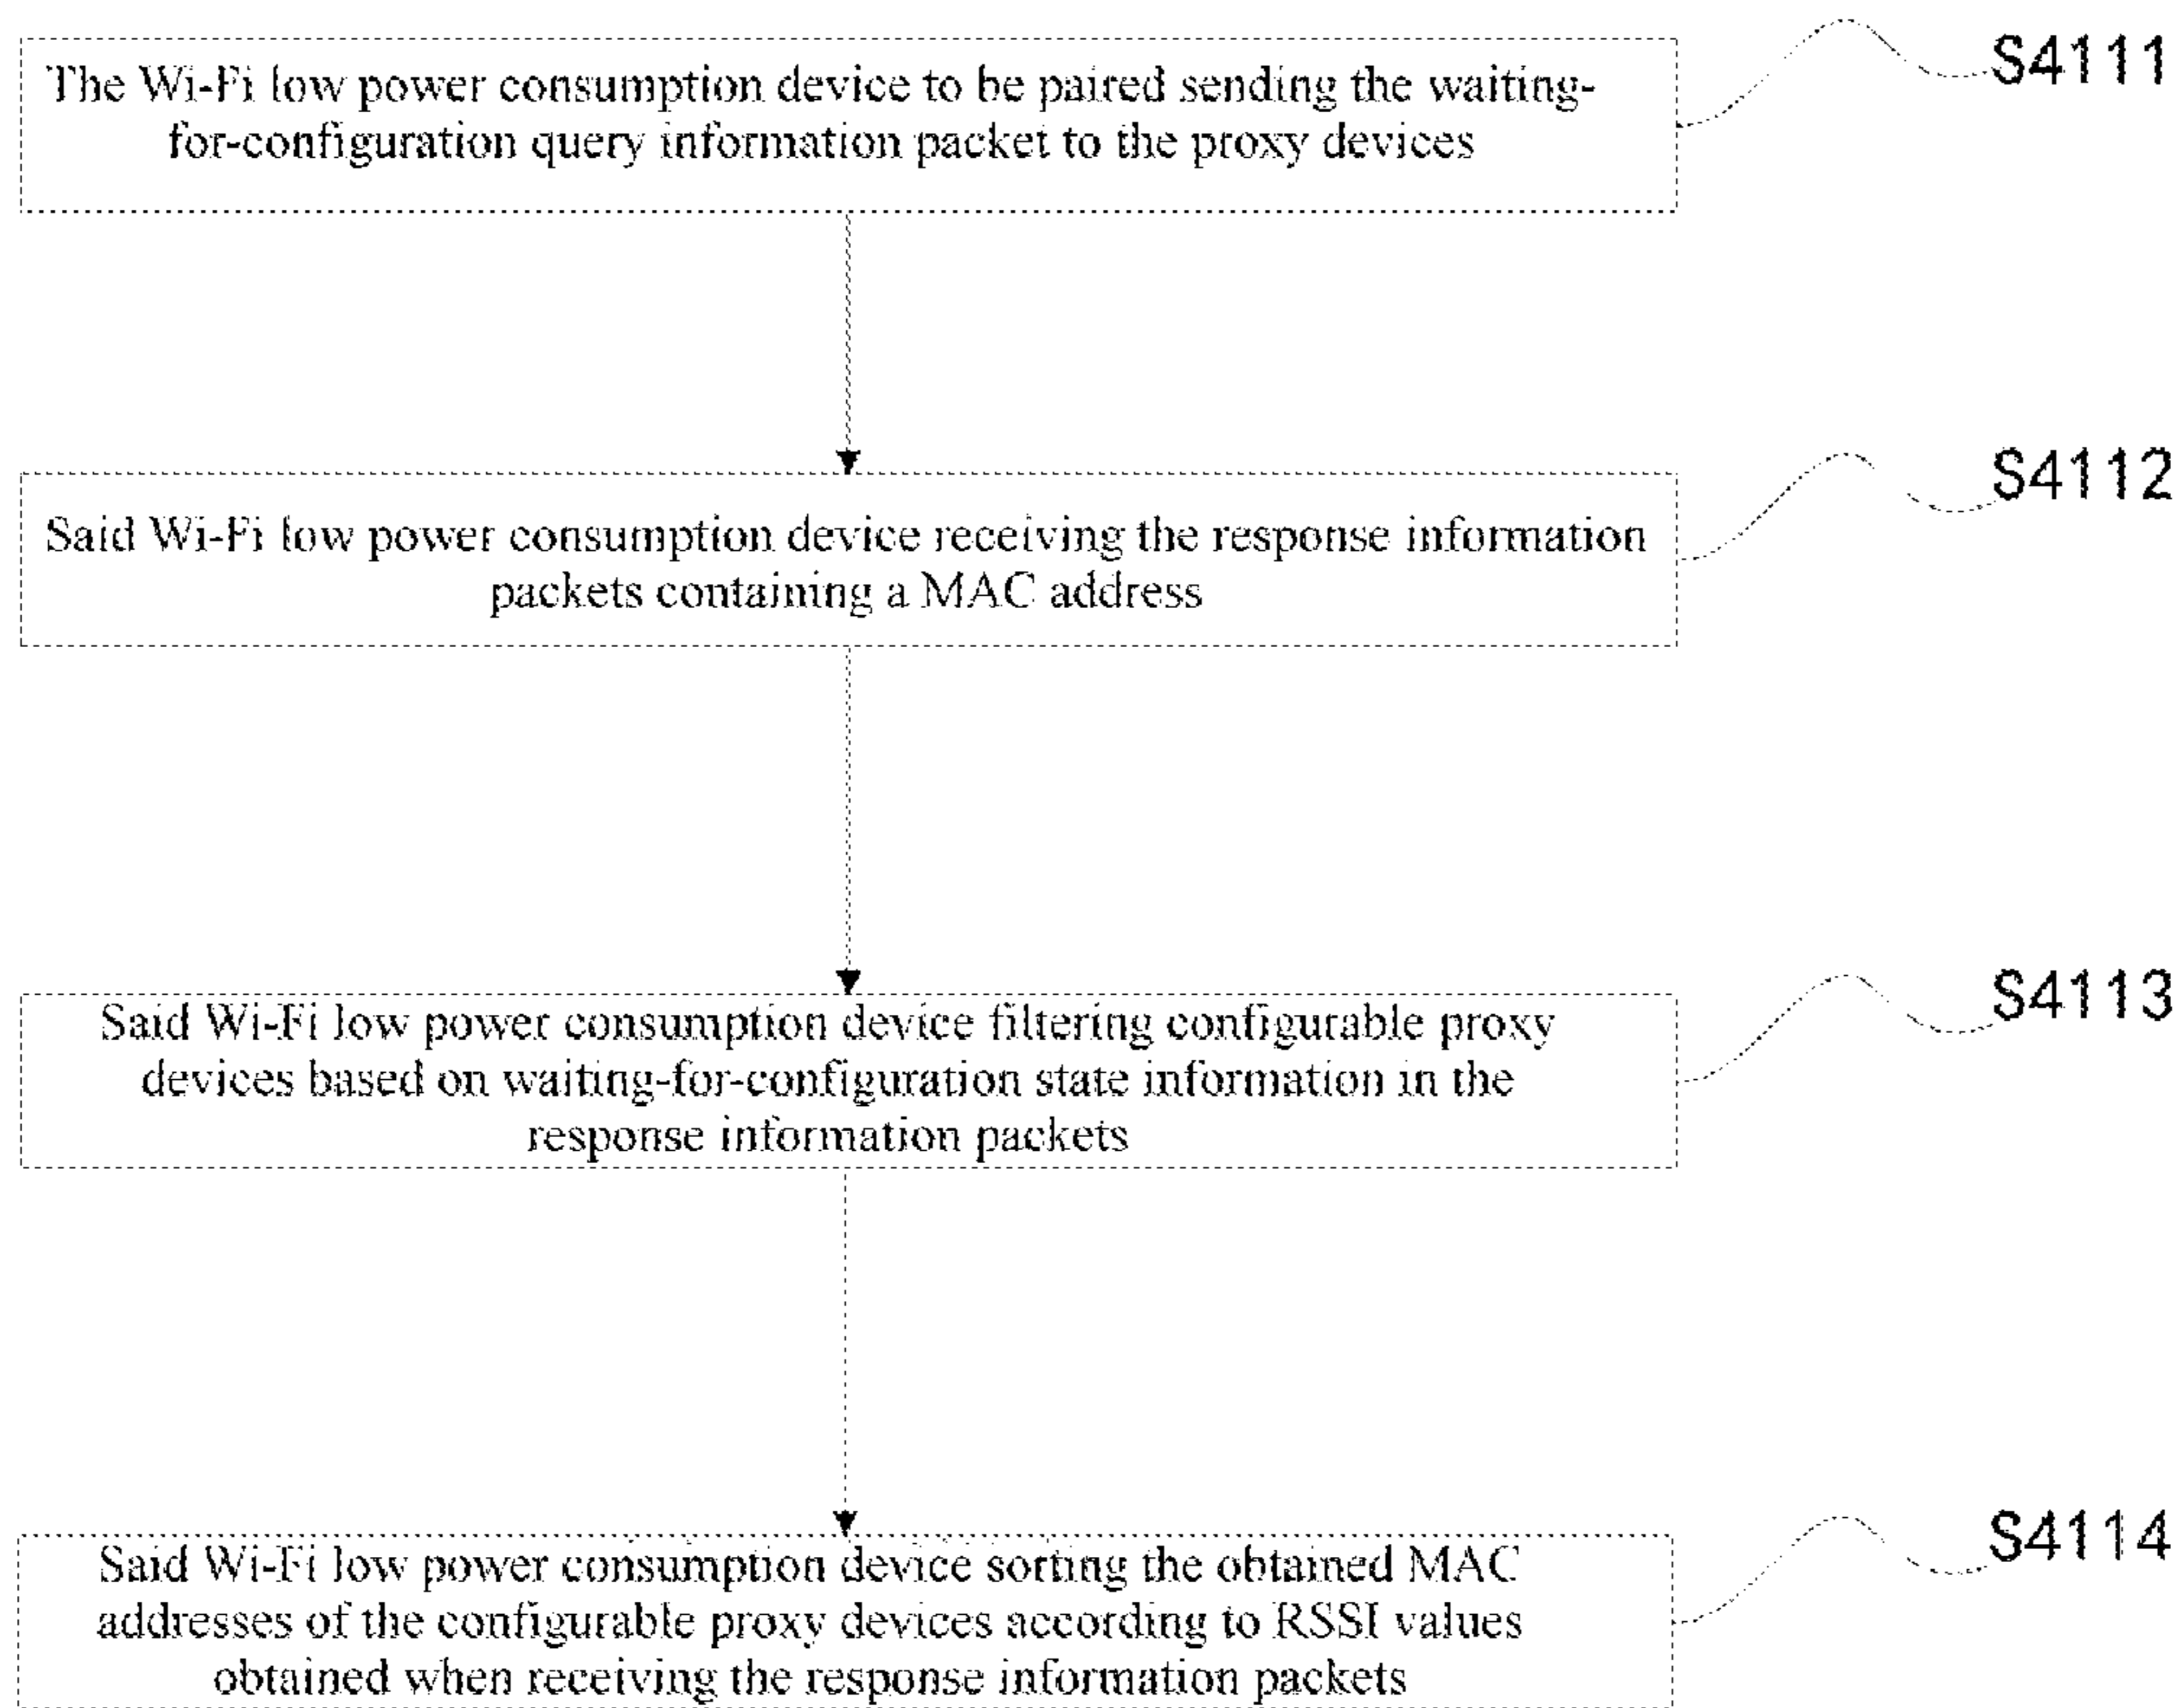 The Wi-Fi low power consumption device to be paired sending the waiting-
for-configuration query information packet to the proxy devices
S4111
Said Wi-Fi low power consumption device receiving the response information
packets containing a MAC address
S4112
Said Wi-Fi low power consumption device filtering configurable proxy
devices based on waiting-for-configuration state information in the
response information packets
S4113
Said Wi-Fi low power consumption device sorting the obtained MAC
addresses of the configurable proxy devices according to RSSI values
obtained when receiving the response information packets
S4114